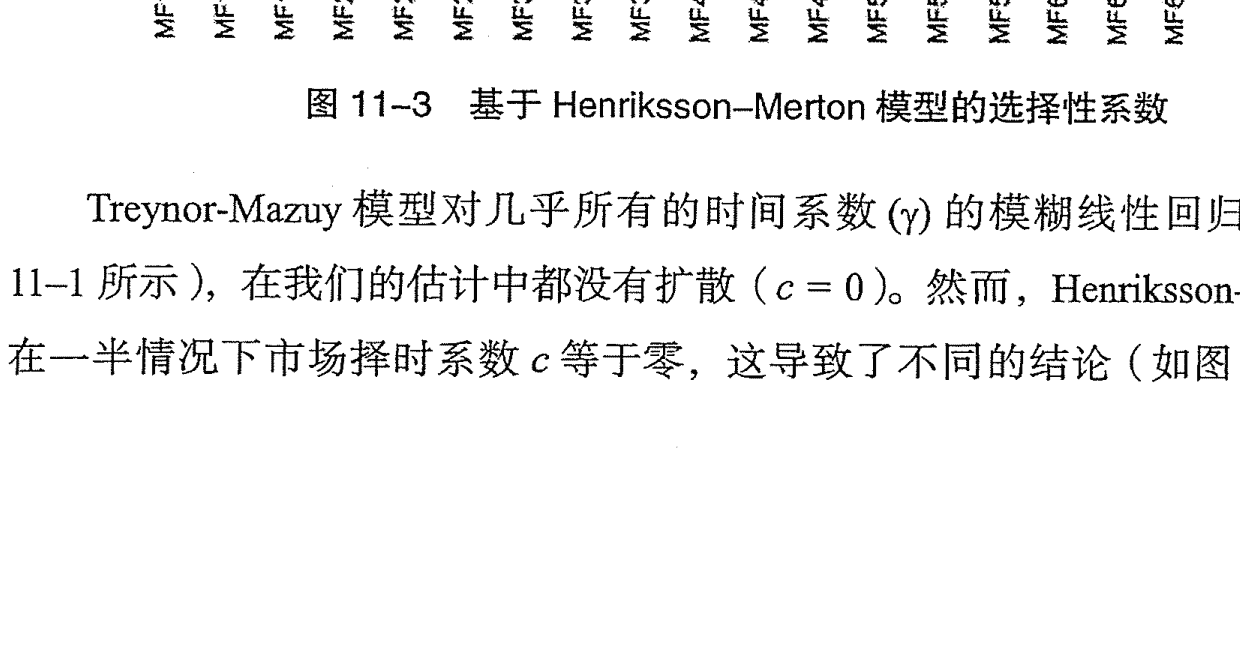 图 11–3 基于 Henriksson–Merton 模型的选择性系数
Treynor-Mazuy 模型对几乎所有的时间系数 (γ) 的模糊线性回归
11–1 所示），在我们的估计中都没有扩散（c = 0）。然而，Henriksson-
在一半情况下市场择时系数 c 等于零，这导致了不同的结论（如图